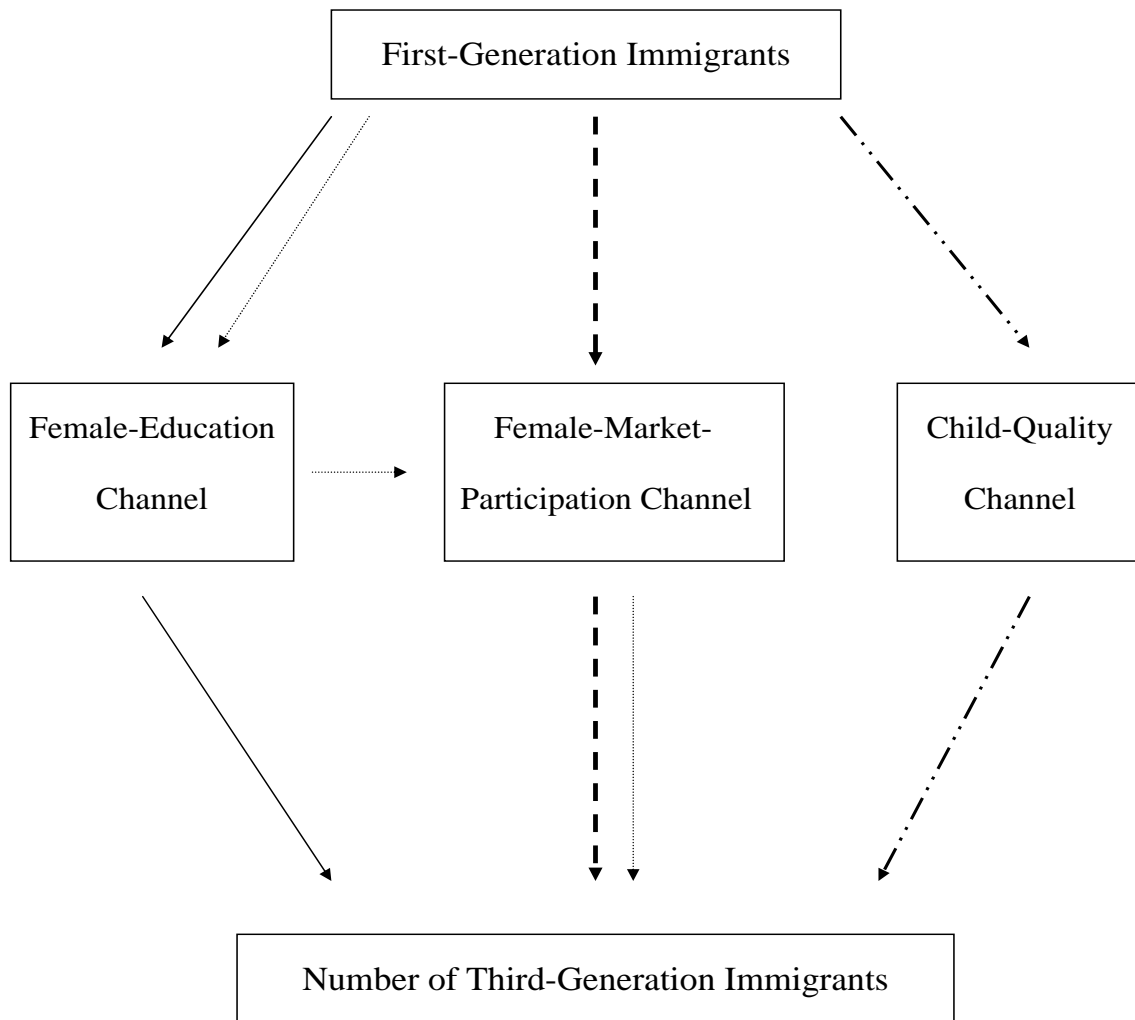 First-Generation Immigrants
Female-Education
Channel
Female-Market-
Participation Channel
Child-Quality
Channel
Number of Third-Generation Immigrants